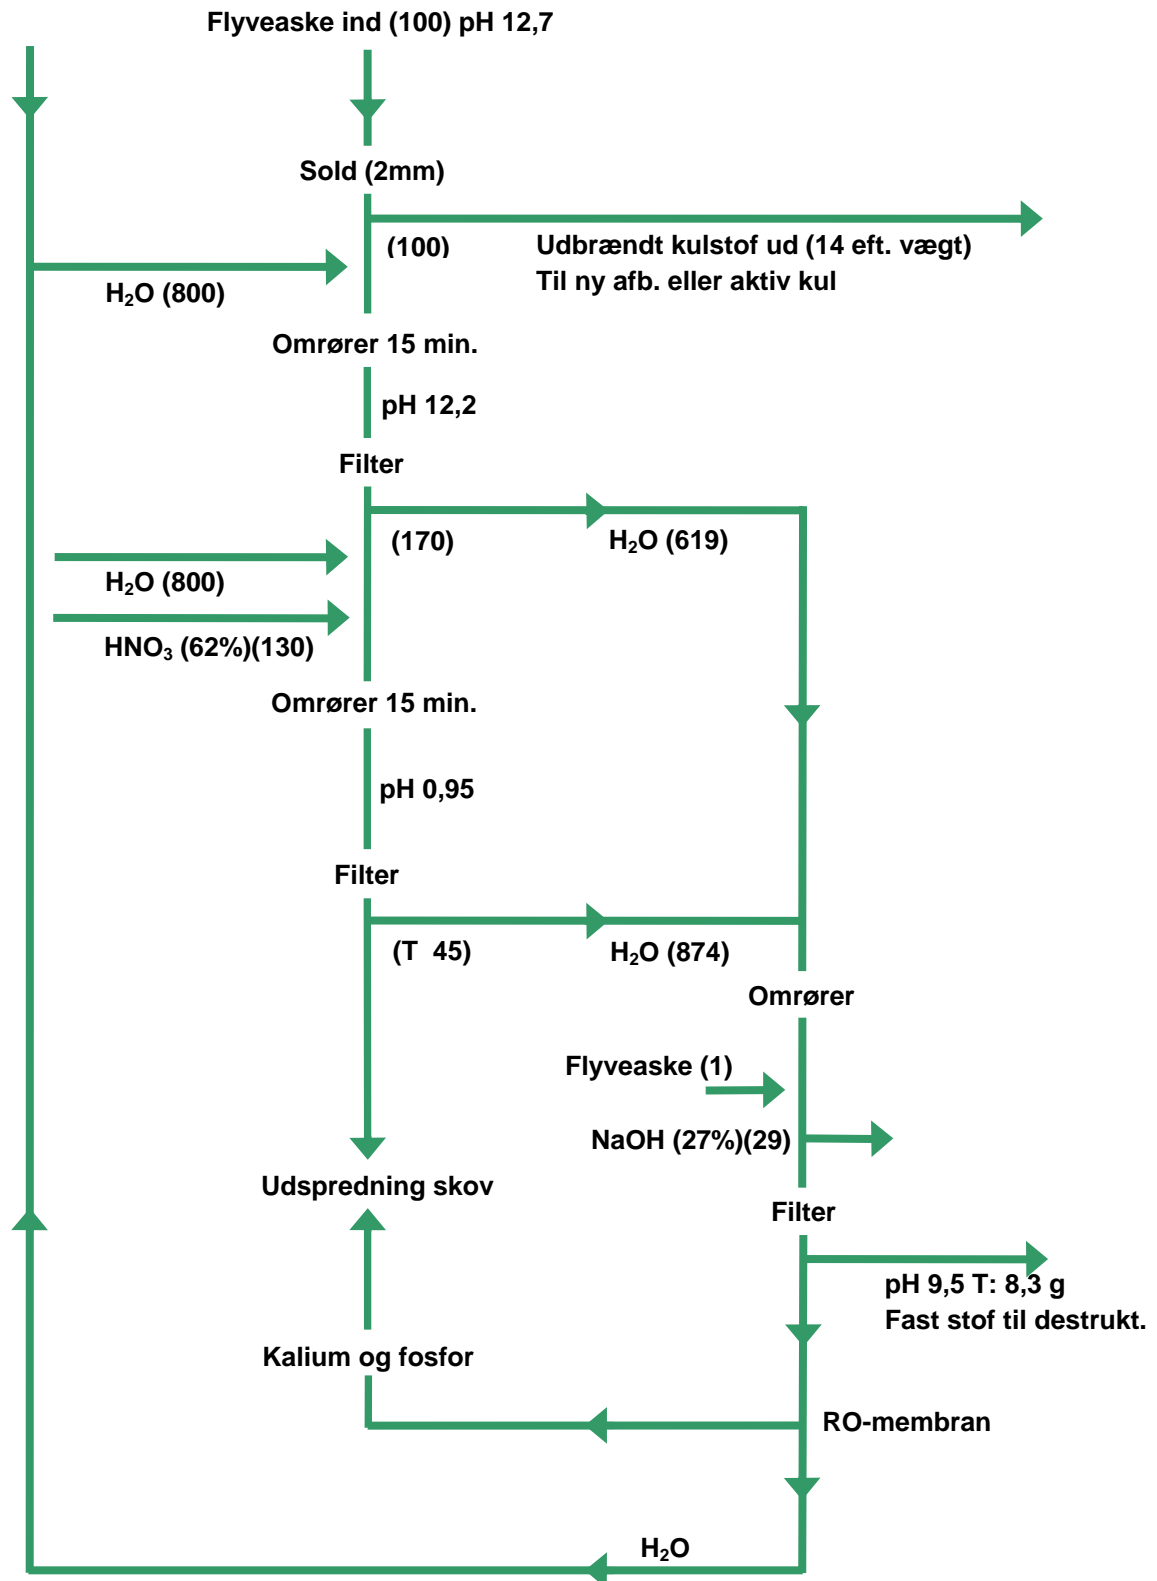 Flyveaske ind (100) pH 12,7
Sold (2mm)
(100)
Udbrændt kulstof ud (14 eft. vægt)
Til ny afb. eller aktiv kul
H₂O (800)
Omrører 15 min.
pH 12,2
Filter
(170)
H₂O (619)
H₂O (800)
HNO₃ (62%)(130)
Omrører 15 min.
pH 0,95
Filter
(T 45)
H₂O (874)
Omrører
Flyveaske (1)
NaOH (27%)(29)
Udspredning skov
Filter
pH 9,5 T: 8,3 g
Fast stof til destrukt.
Kalium og fosfor
RO-membran
H₂O